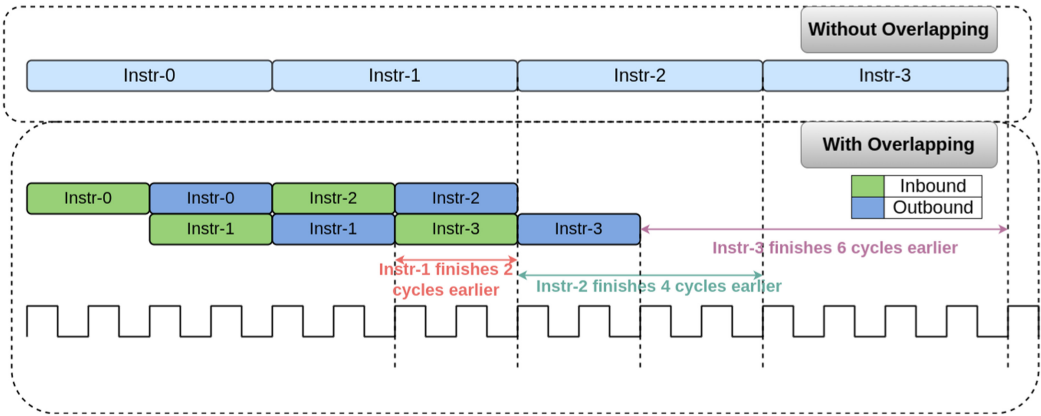 Without Overlapping
Instr-0 Instr-1 Instr-2 Instr-3
With Overlapping
Inbound
Outbound
Instr-0 Instr-0 Instr-2 Instr-2
Instr-1 Instr-1 Instr-3 Instr-3
Instr-3 finishes 6 cycles earlier
Instr-1 finishes 2
cycles earlier
Instr-2 finishes 4 cycles earlier